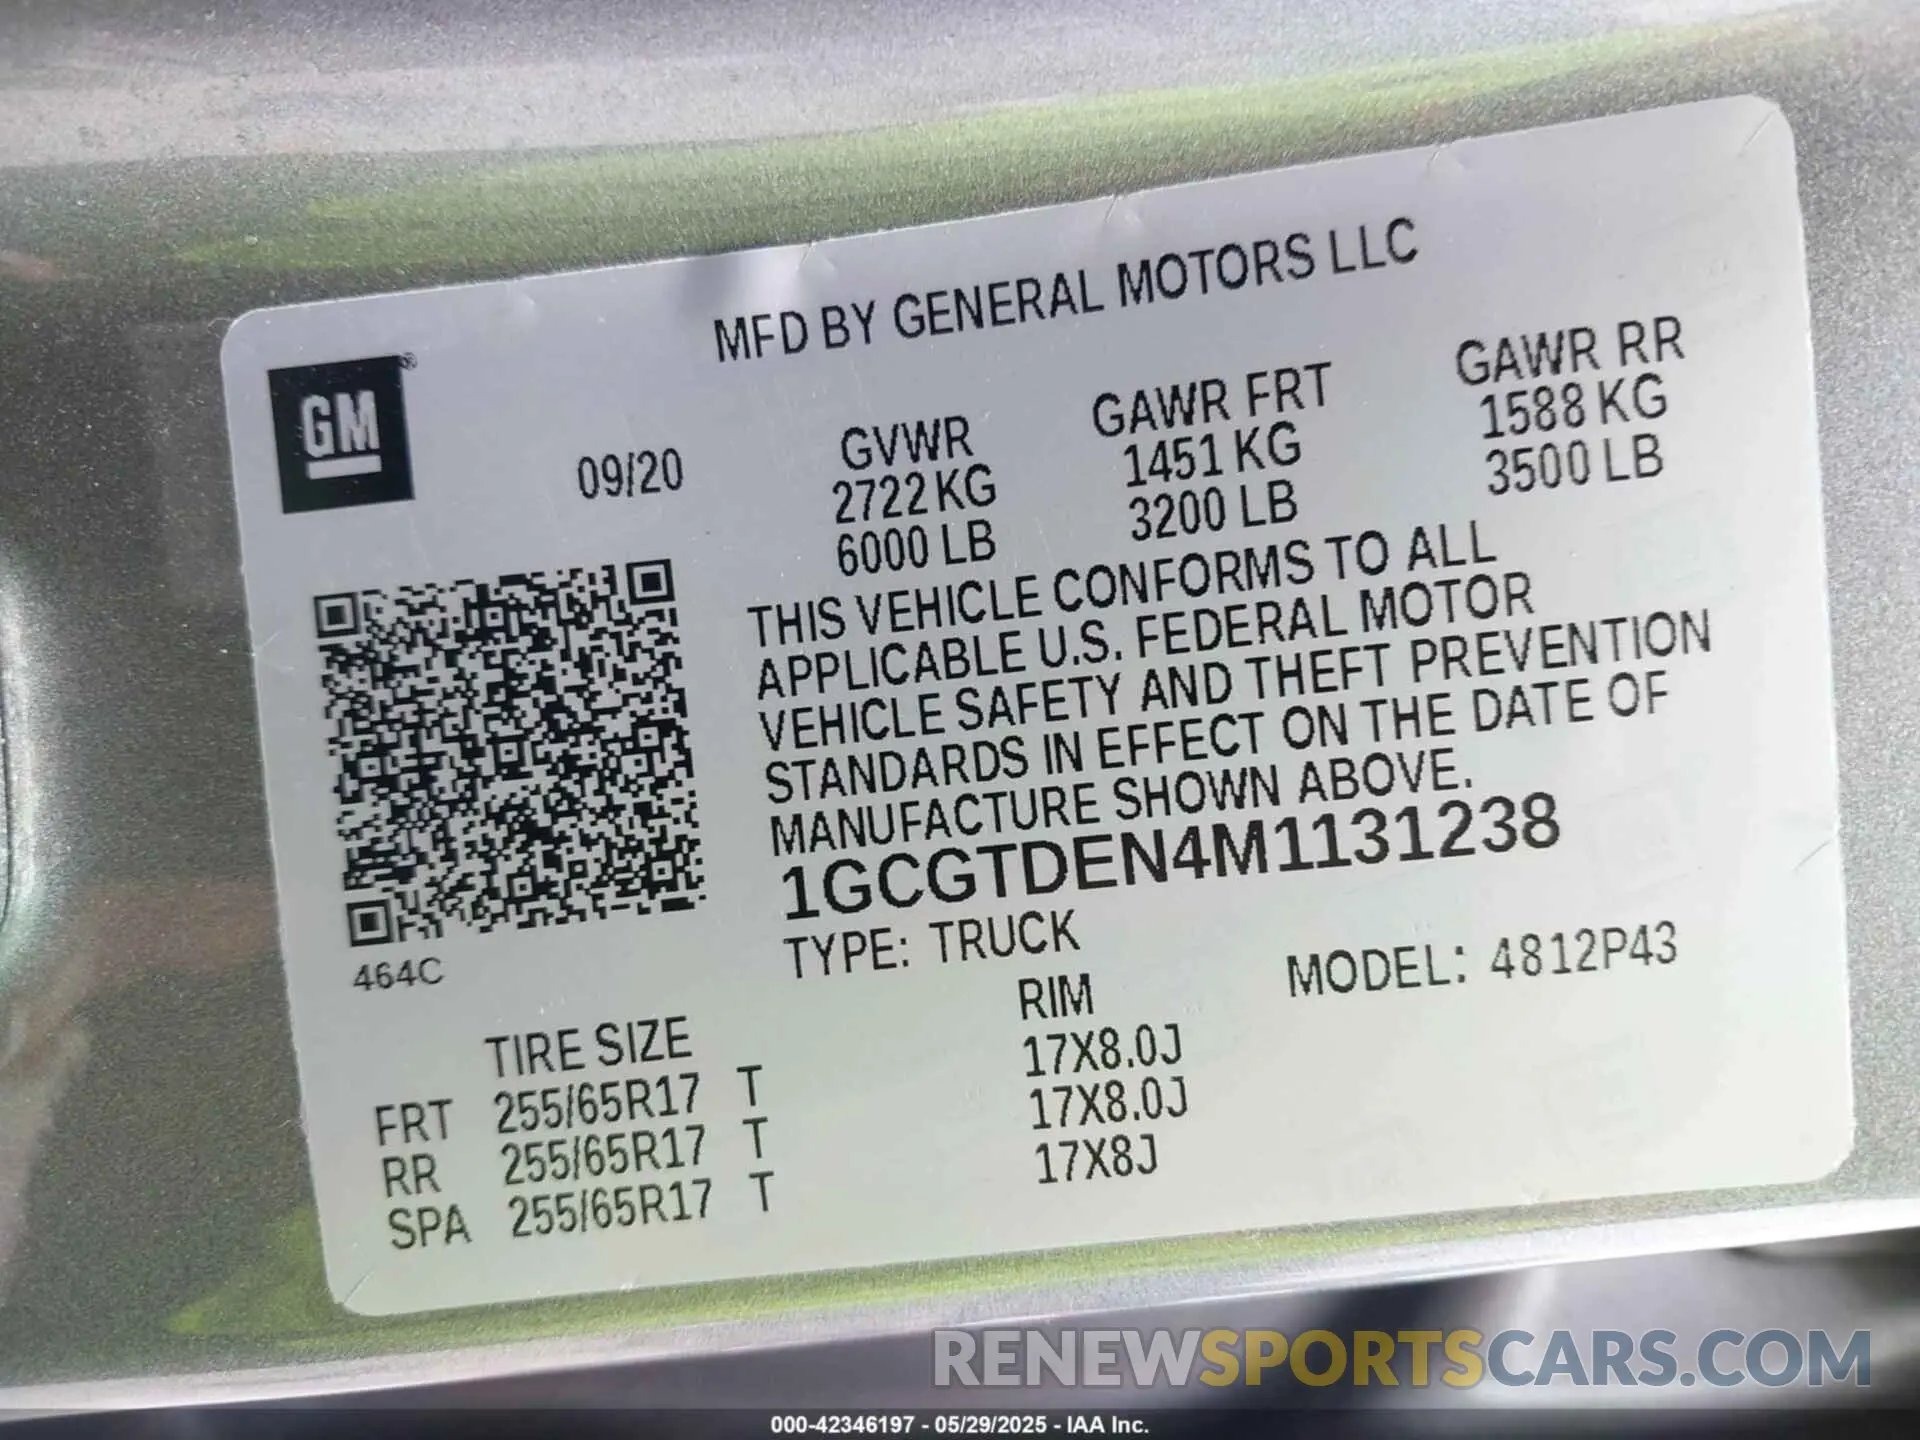 MFD BY GENERAL MOTORS LLC
GM®
09/20
GVWR
2722 KG
6000 LB
GAWR FRT
1451 KG
3200 LB
GAWR RR
1588 KG
3500 LB
THIS VEHICLE CONFORMS TO ALL
APPLICABLE U.S. FEDERAL MOTOR
VEHICLE SAFETY AND THEFT PREVENTION
STANDARDS IN EFFECT ON THE DATE OF
MANUFACTURE SHOWN ABOVE.
1GCGTDEN4M1131238
TYPE: TRUCK
MODEL: 4812P43
464C
TIRE SIZE RIM
FRT 255/65R17 T 17X8.0J
RR 255/65R17 T 17X8.0J
SPA 255/65R17 T 17X8J
RENEWSPORTSCARS.COM
000-42346197 - 05/29/2025 - IAA Inc.